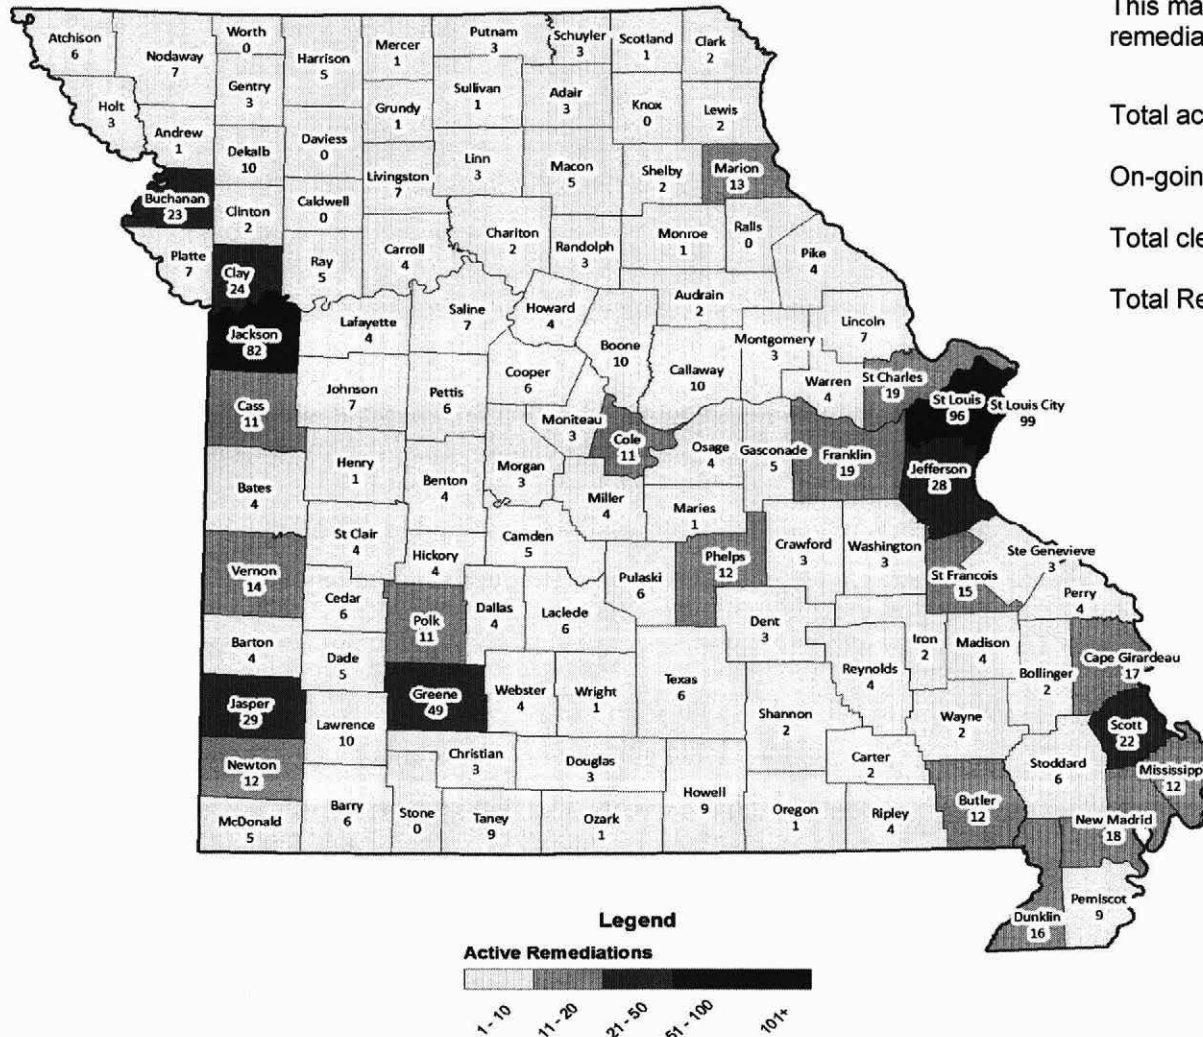 This ma
remedia
Total ac
On-goin
Total cle
Total Re
Atchison
6
Nodaway
7
Worth
0
Harrison
5
Mercer
1
Putnam
3
Schuyler
3
Scotland
1
Clark
2
Holt
3
Gentry
3
Grundy
1
Sullivan
1
Adair
3
Knox
0
Lewis
2
Andrew
1
Dekalb
10
Daviess
0
Livingston
7
Linn
3
Macon
5
Shelby
2
Marion
13
Buchanan
23
Clinton
2
Caldwell
0
Chariton
2
Randolph
3
Monroe
1
Ralls
0
Pike
4
Platte
7
Clay
24
Ray
5
Carroll
4
Saline
7
Howard
4
Audrain
2
Lincoln
7
Jackson
82
Lafayette
4
Boone
10
Callaway
10
Montgomery
3
Warren
4
St Charles
19
St Louis
96
St Louis City
99
Cass
11
Johnson
7
Pettis
6
Cooper
6
Moniteau
3
Cole
11
Osage
4
Gasconade
5
Franklin
19
Jefferson
28
Bates
4
Henry
1
Benton
4
Morgan
3
Miller
4
Maries
1
Vernon
14
St Clair
4
Hickory
4
Camden
5
Pulaski
6
Phelps
12
Crawford
3
Washington
3
St Francois
15
Ste Genevieve
3
Perry
4
Cedar
6
Polk
11
Dallas
4
Laclede
6
Dent
3
Iron
2
Madison
4
Bollinger
2
Cape Girardeau
17
Barton
4
Dade
5
Greene
49
Webster
4
Wright
1
Texas
6
Reynolds
4
Shannon
2
Wayne
2
Scott
22
Jasper
29
Lawrence
10
Christian
3
Douglas
3
Howell
9
Carter
2
Stoddard
6
Mississipp
12
Newton
12
McDonald
5
Barry
6
Stone
0
Taney
9
Ozark
1
Oregon
1
Ripley
4
Butler
12
New Madrid
18
Dunklin
16
Pemiscot
9
Legend
Active Remediations
1 - 10
11 - 20
21 - 50
51 - 100
101+